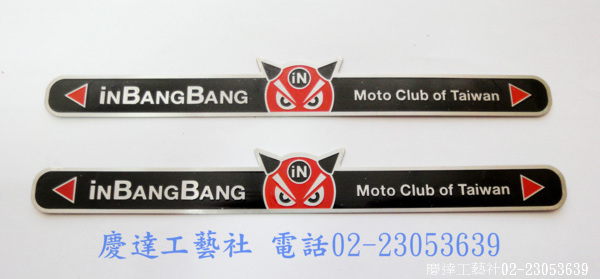 iNBANGBANG iN Moto Club of Taiwan
iNBANGBANG iN Moto Club of Taiwan
慶達工藝社 電話02-23053639
慶達工藝社02-23053639